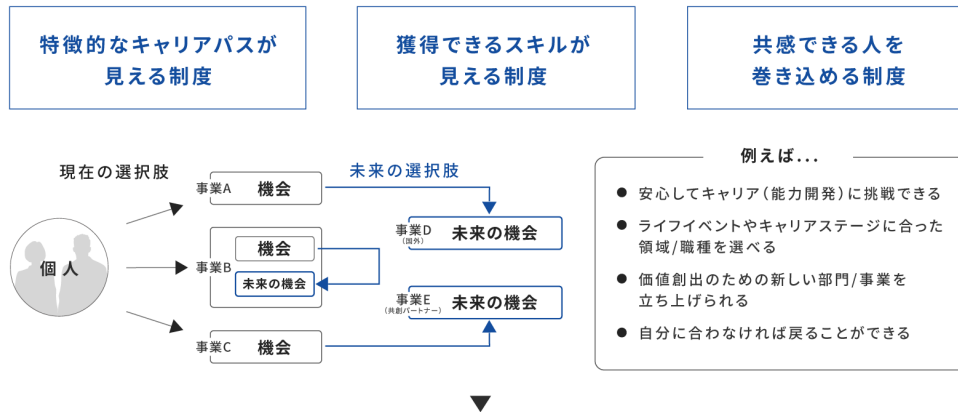 特徴的なキャリアパスが
見える制度
獲得できるスキルが
見える制度
共感できる人を
巻き込める制度
現在の選択肢
未来の選択肢
個人
事業A
機会
事業B
機会
未来の機会
事業C
機会
事業D
(国外)
未来の機会
事業E
(共創パートナー)
未来の機会
例えば...
● 安心してキャリア(能力開発)に挑戦できる
● ライフイベントやキャリアステージに合った
領域/職種を選べる
● 価値創出のための新しい部門/事業を
立ち上げられる
● 自分に合わなければ戻ることができる